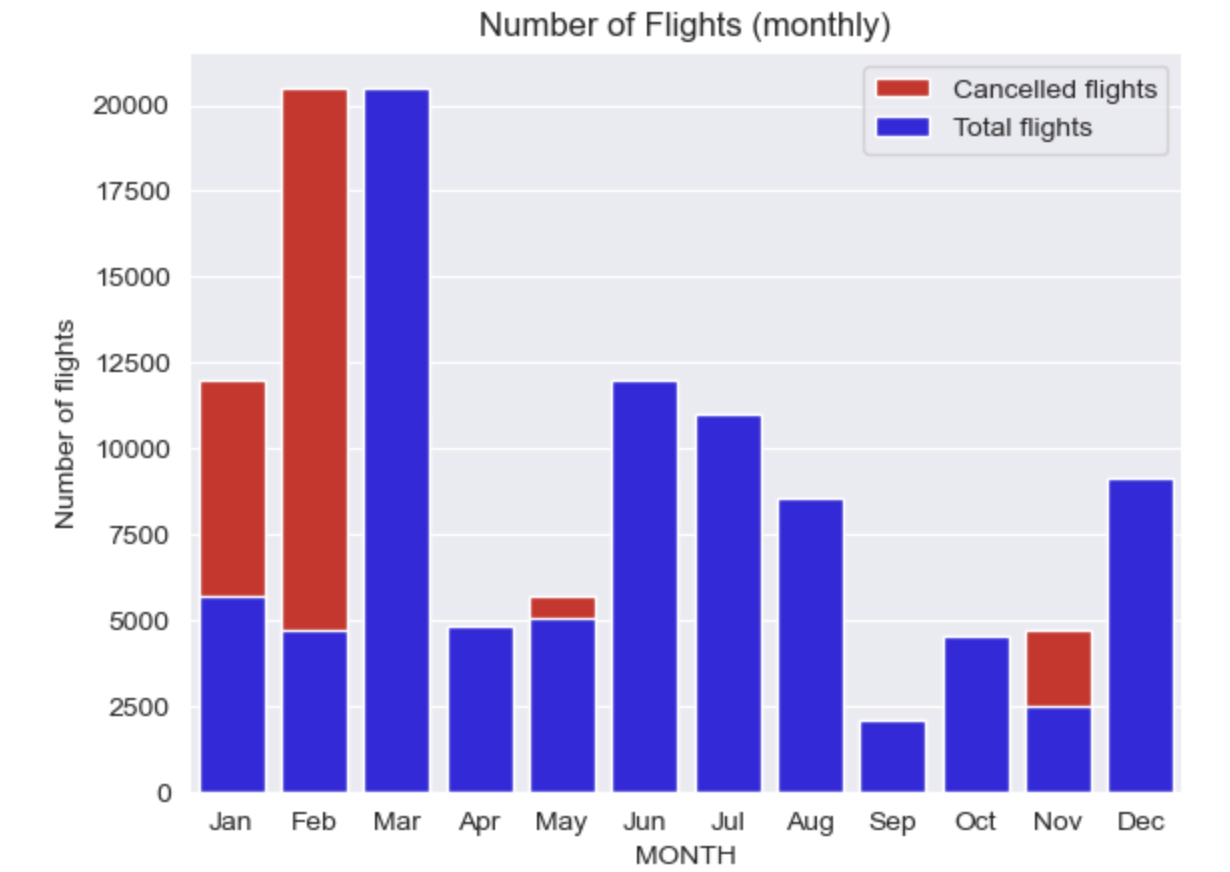 Number of Flights (monthly)
Cancelled flights
Total flights
Number of flights
20000
17500
15000
12500
10000
7500
5000
2500
0
Jan Feb Mar Apr May Jun Jul Aug Sep Oct Nov Dec
MONTH